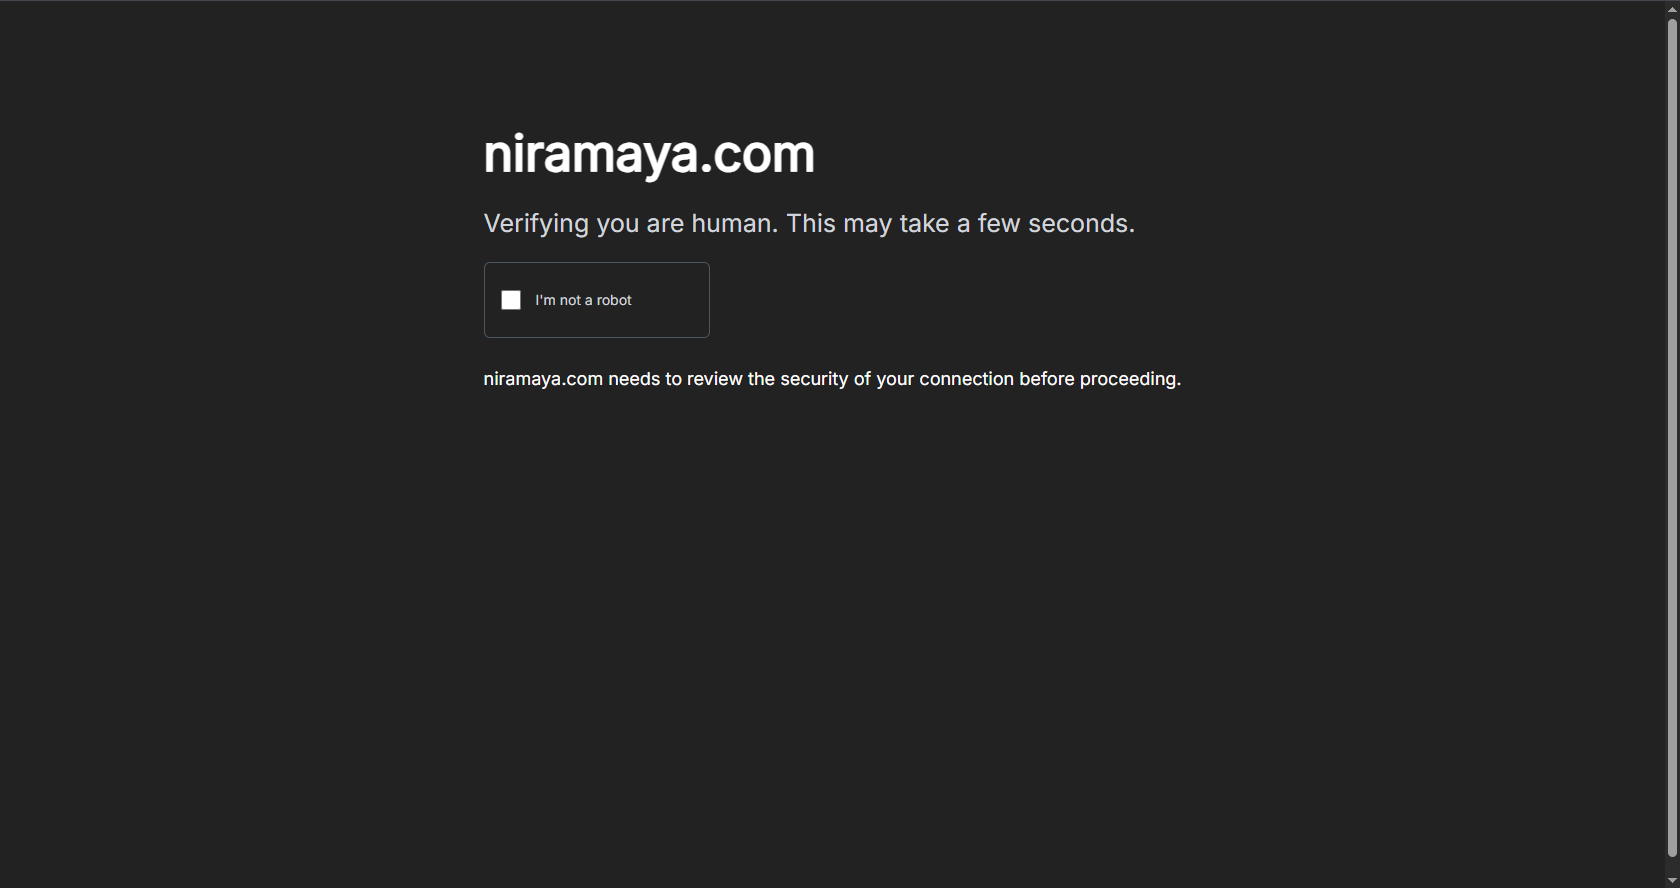 niramaya.com
Verifying you are human. This may take a few seconds.
I'm not a robot
niramaya.com needs to review the security of your connection before proceeding.